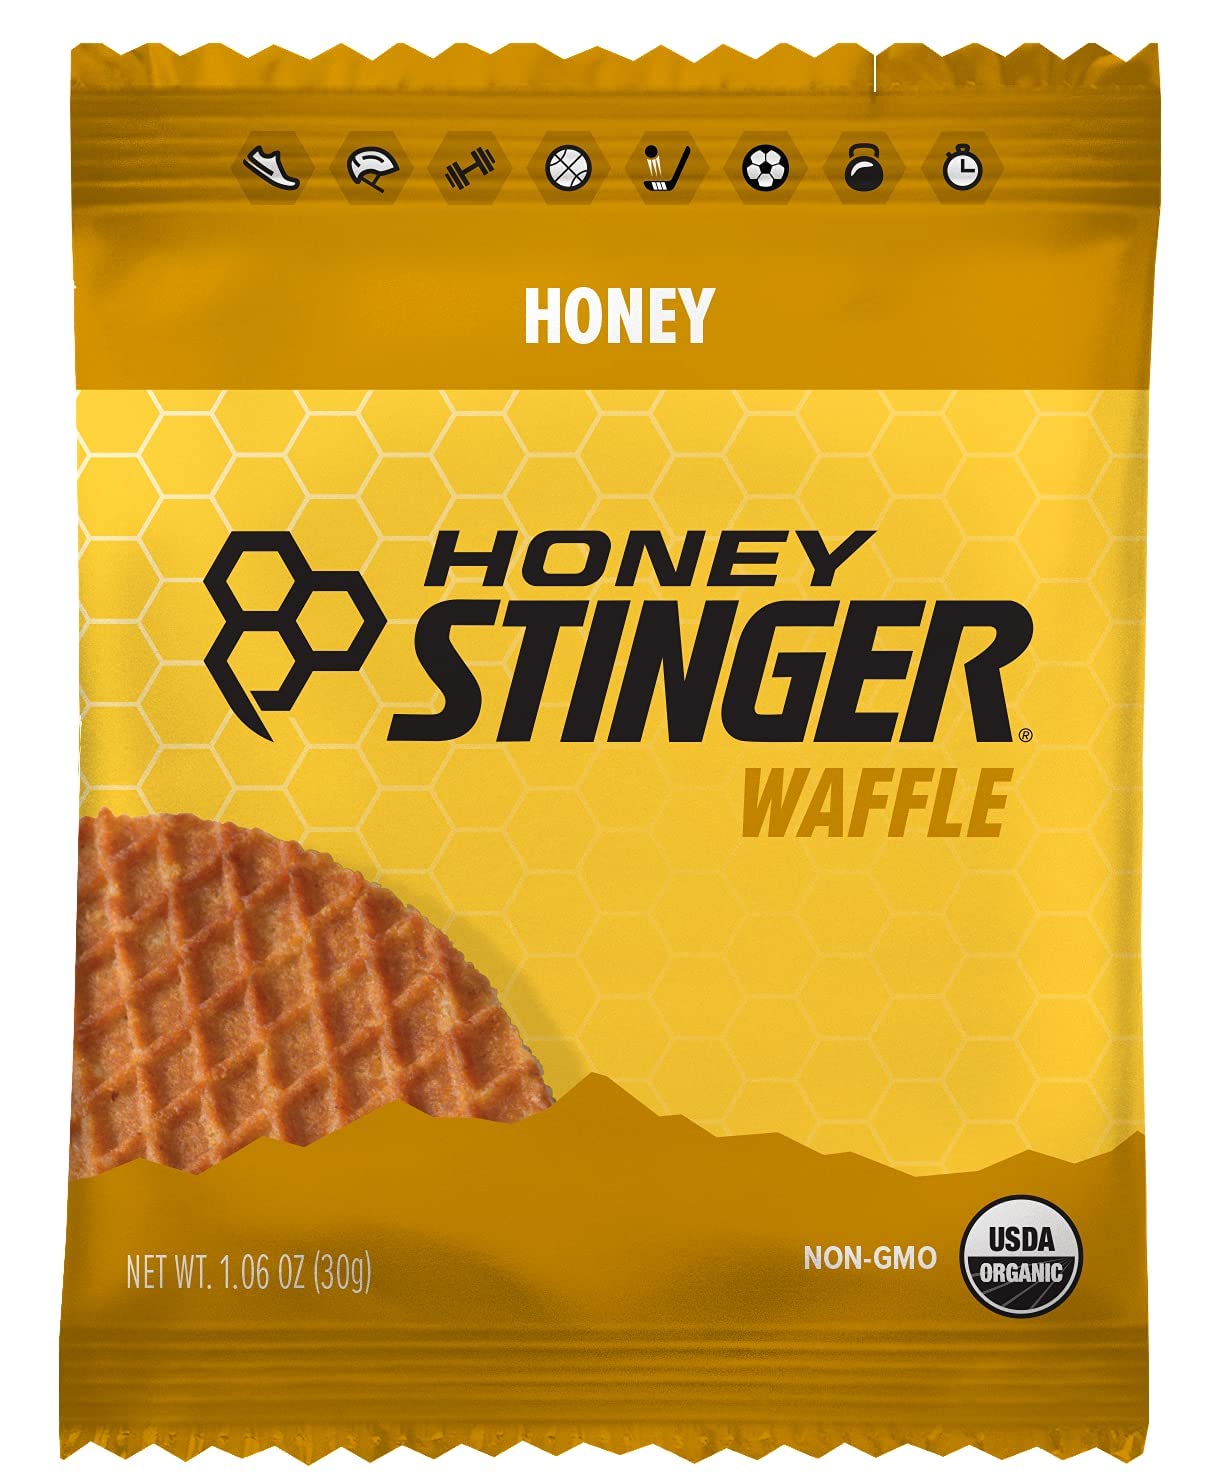 HONEY
HONEY
STINGER®
WAFFLE
NON-GMO
USDA
ORGANIC
NET WT. 1.06 OZ (30g)